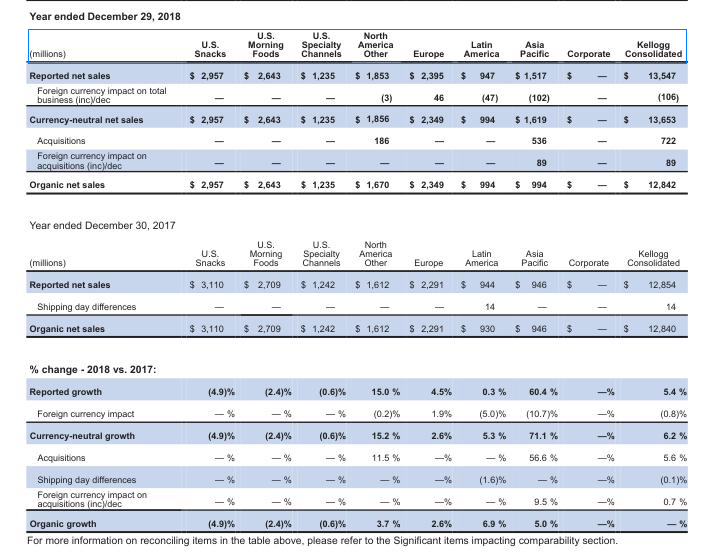 Year ended December 29, 2018
(millions) U.S. Snacks U.S. Morning Foods U.S. Specialty Channels North America Other Europe Latin America Asia Pacific Corporate Kellogg Consolidated
Reported net sales $ 2,957 $ 2,643 $ 1,235 $ 1,853 $ 2,395 $ 947 $ 1,517 $ — $ 13,547
Foreign currency impact on total business (inc)/dec — — — (3) 46 (47) (102) — (106)
Currency-neutral net sales $ 2,957 $ 2,643 $ 1,235 $ 1,856 $ 2,349 $ 994 $ 1,619 $ — $ 13,653
Acquisitions — — — 186 — — 536 — 722
Foreign currency impact on acquisitions (inc)/dec — — — — — — 89 — 89
Organic net sales $ 2,957 $ 2,643 $ 1,235 $ 1,670 $ 2,349 $ 994 $ 994 $ — $ 12,842
Year ended December 30, 2017
(millions) U.S. Snacks U.S. Morning Foods U.S. Specialty Channels North America Other Europe Latin America Asia Pacific Corporate Kellogg Consolidated
Reported net sales $ 3,110 $ 2,709 $ 1,242 $ 1,612 $ 2,291 $ 944 $ 946 $ — $ 12,854
Shipping day differences — — — — — 14 — — 14
Organic net sales $ 3,110 $ 2,709 $ 1,242 $ 1,612 $ 2,291 $ 930 $ 946 $ — $ 12,840
% change - 2018 vs. 2017:
Reported growth (4.9)% (2.4)% (0.6)% 15.0 % 4.5% 0.3 % 60.4 % —% 5.4 %
Foreign currency impact — % — % — % (0.2)% 1.9% (5.0)% (10.7)% —% (0.8)%
Currency-neutral growth (4.9)% (2.4)% (0.6)% 15.2 % 2.6% 5.3 % 71.1 % —% 6.2 %
Acquisitions — % — % — % 11.5 % —% — % 56.6 % —% 5.6 %
Shipping day differences — % — % — % — % —% (1.6)% — % —% (0.1)%
Foreign currency impact on acquisitions (inc)/dec — % — % — % — % —% — % 9.5 % —% 0.7 %
Organic growth (4.9)% (2.4)% (0.6)% 3.7 % 2.6% 6.9 % 5.0 % —% — %
For more information on reconciling items in the table above, please refer to the Significant items impacting comparability section.